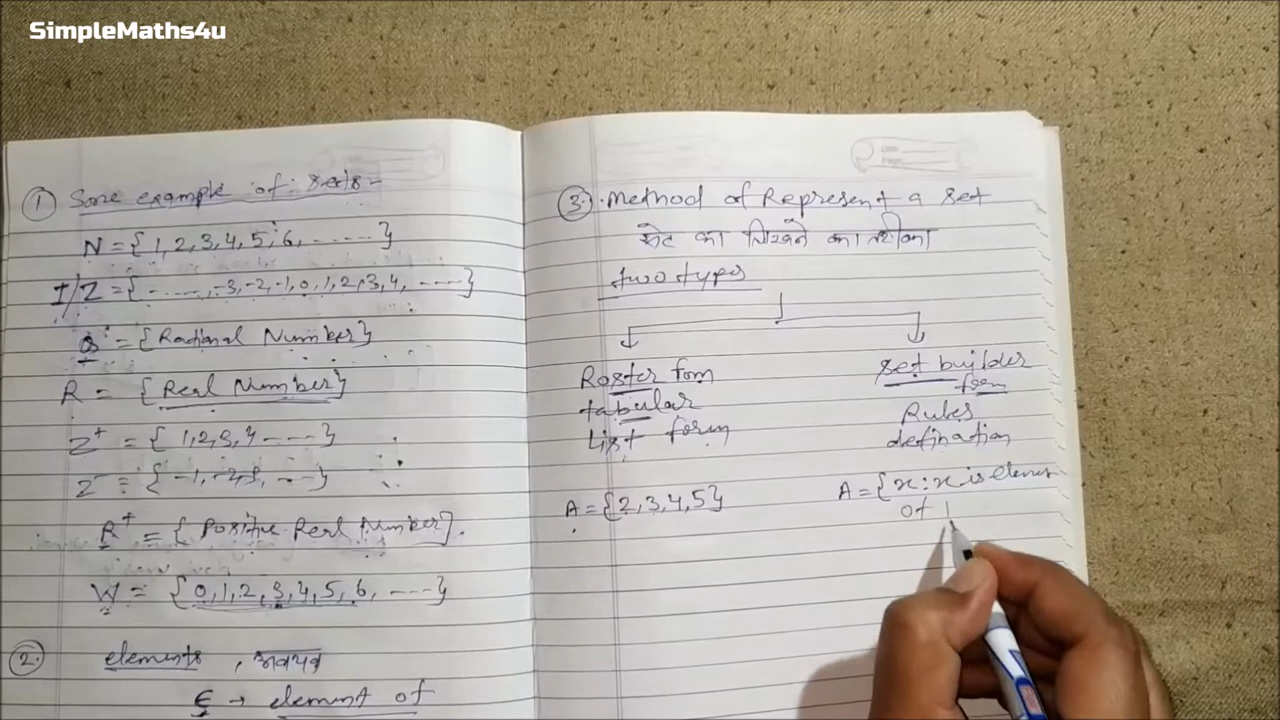 SimpleMaths4u
① Some example of sets-
N = {1, 2, 3, 4, 5, 6, ......}
I/Z = {......, -3, -2, -1, 0, 1, 2, 3, 4, ......}
Q = {Rational Number}
R = {Real Number}
Z⁺ = {1, 2, 3, 4 .....}
Z⁻ = {-1, -2, 3, ....}
R⁺ = {Positive Real Number}.
W = {0, 1, 2, 3, 4, 5, 6, .....}
②. elements, अवयव
∈ → element of
③. Method of Represent a set
सेट का लिखने का तरीका
two types
Roster fom
tabular
List form
A = {2, 3, 4, 5}
set builder
form
Rules
defination
A = {x : x is elemen
of